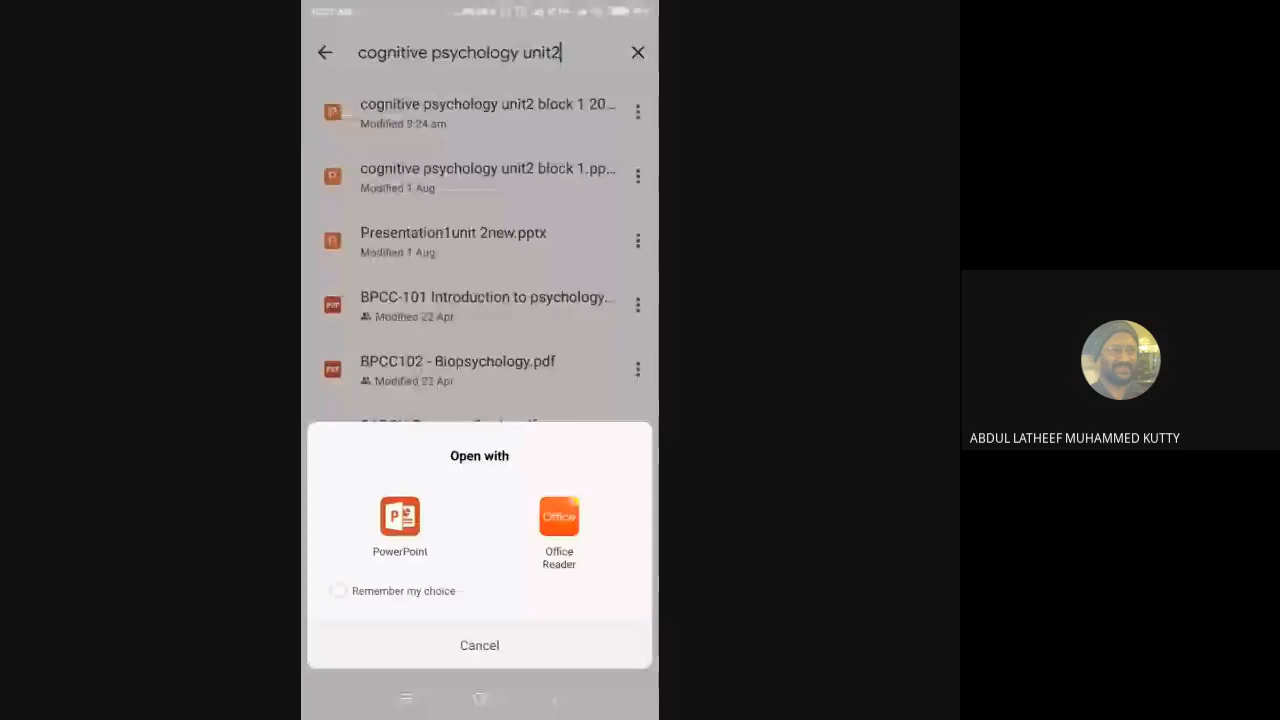 cognitive psychology unit2
cognitive psychology unit2 block 1 20...
Modified 9:24 am
cognitive psychology unit2 block 1.pp...
Modified 1 Aug
Presentation1unit 2new.pptx
Modified 1 Aug
BPCC-101 Introduction to psychology...
Modified 22 Apr
BPCC102 - Biopsychology.pdf
Modified 23 Apr
Open with
Office
PowerPoint
Office
Reader
Remember my choice
Cancel
ABDUL LATHEEF MUHAMMED KUTTY